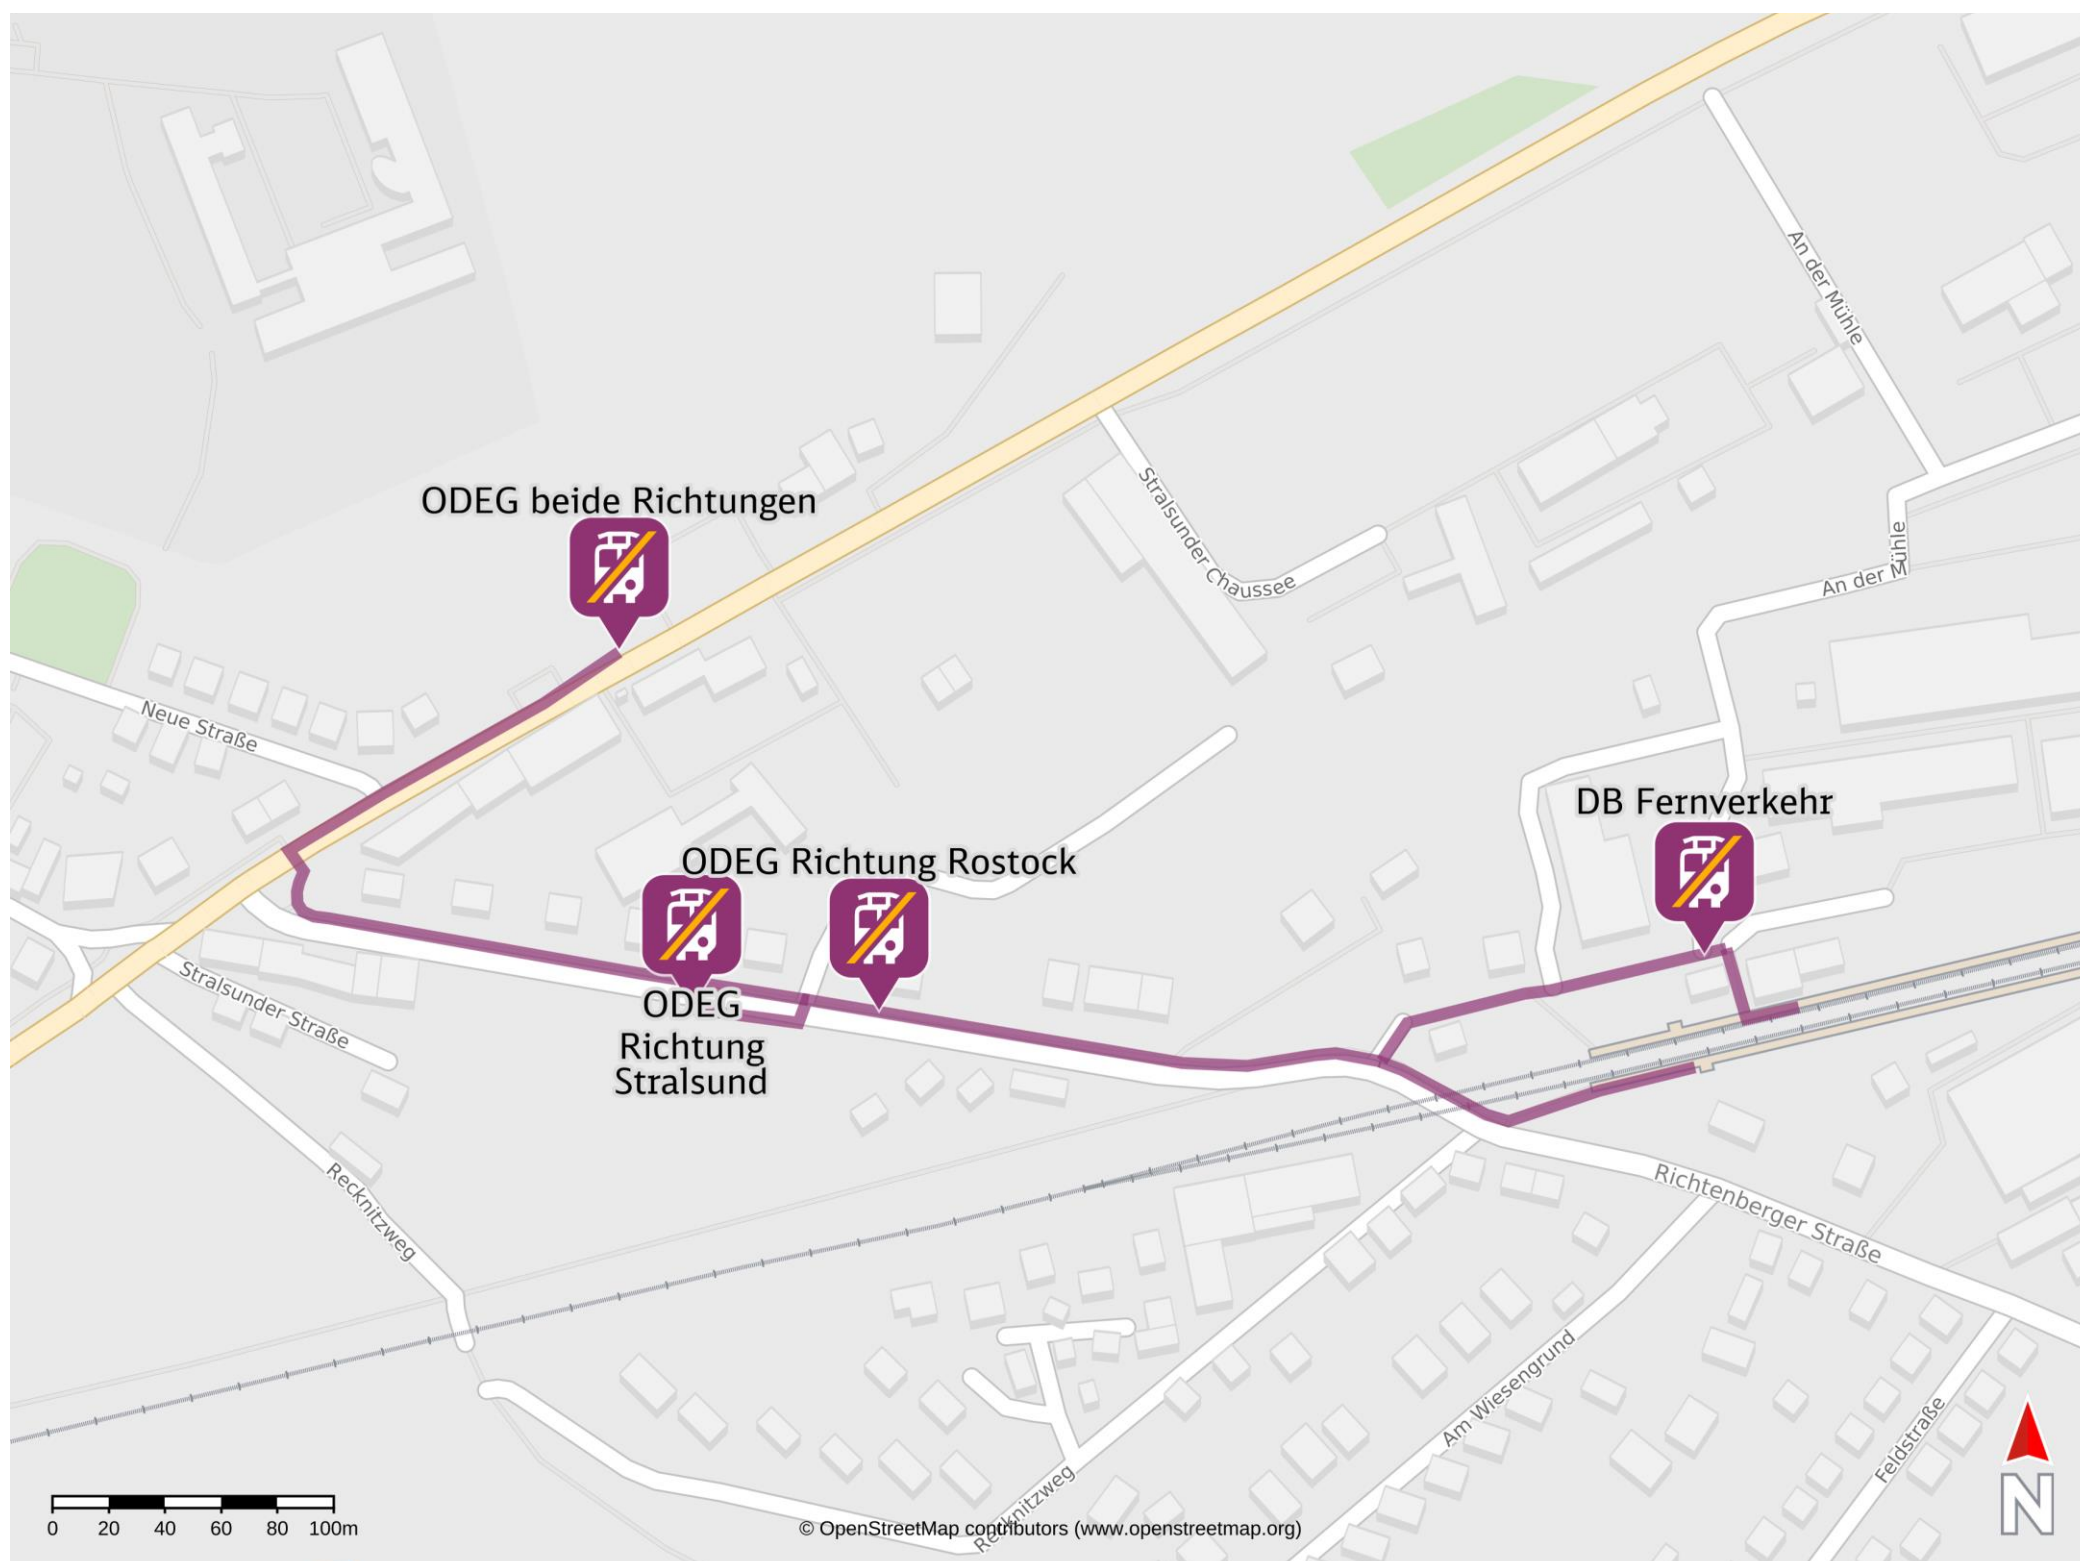 An der Mühle
Stralsunder Chaussee
ODEG beide Richtungen
An der Mühle
Neue Straße
DB Fernverkehr
ODEG Richtung Rostock
Stralsunder Straße
ODEG
Richtung
Stralsund
Recknitzweg
Richtenberger Straße
Am Wiesengrund
Feldstraße
Recknitzweg
N
0 20 40 60 80 100m
© OpenStreetMap contributors (www.openstreetmap.org)